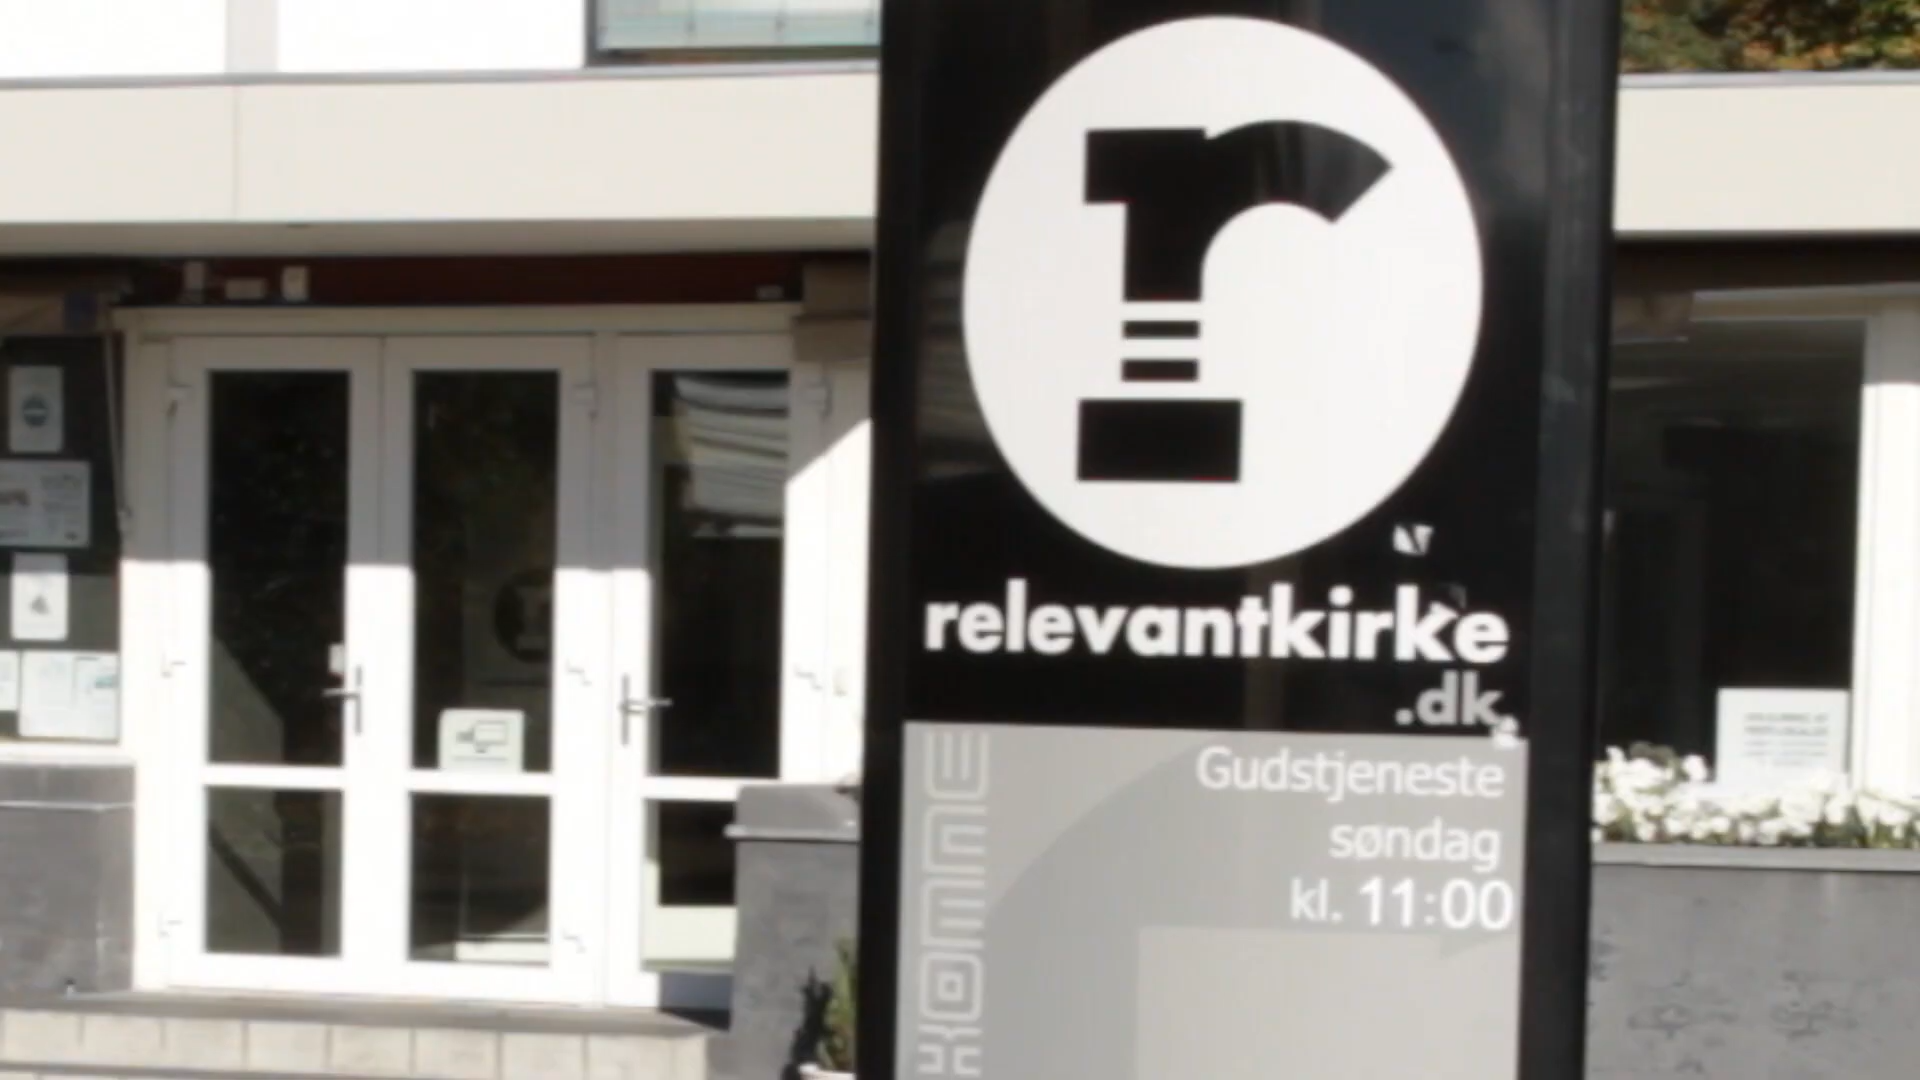 r
relevantkirke
.dk
Gudstjeneste
søndag
kl. 11:00